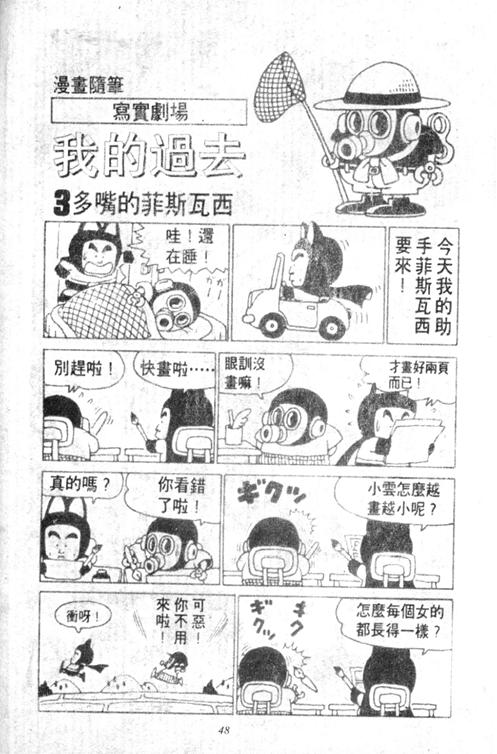 漫畫隨筆
寫實劇場
我的過去
3多嘴的菲斯瓦西
今天我的助
手菲斯瓦西
要來！
哇！還
在睡！
才畫好兩頁
而已！
眼訓沒
畫嘛！
快畫啦……
別趕啦！
小雲怎麼越
畫越小呢？
ギクッ
你看錯
了啦！
真的嗎？
怎麼每個女的
都長得一樣？
ギク
ギクッ
可惡！
你不用
來啦！
衝呀！
48